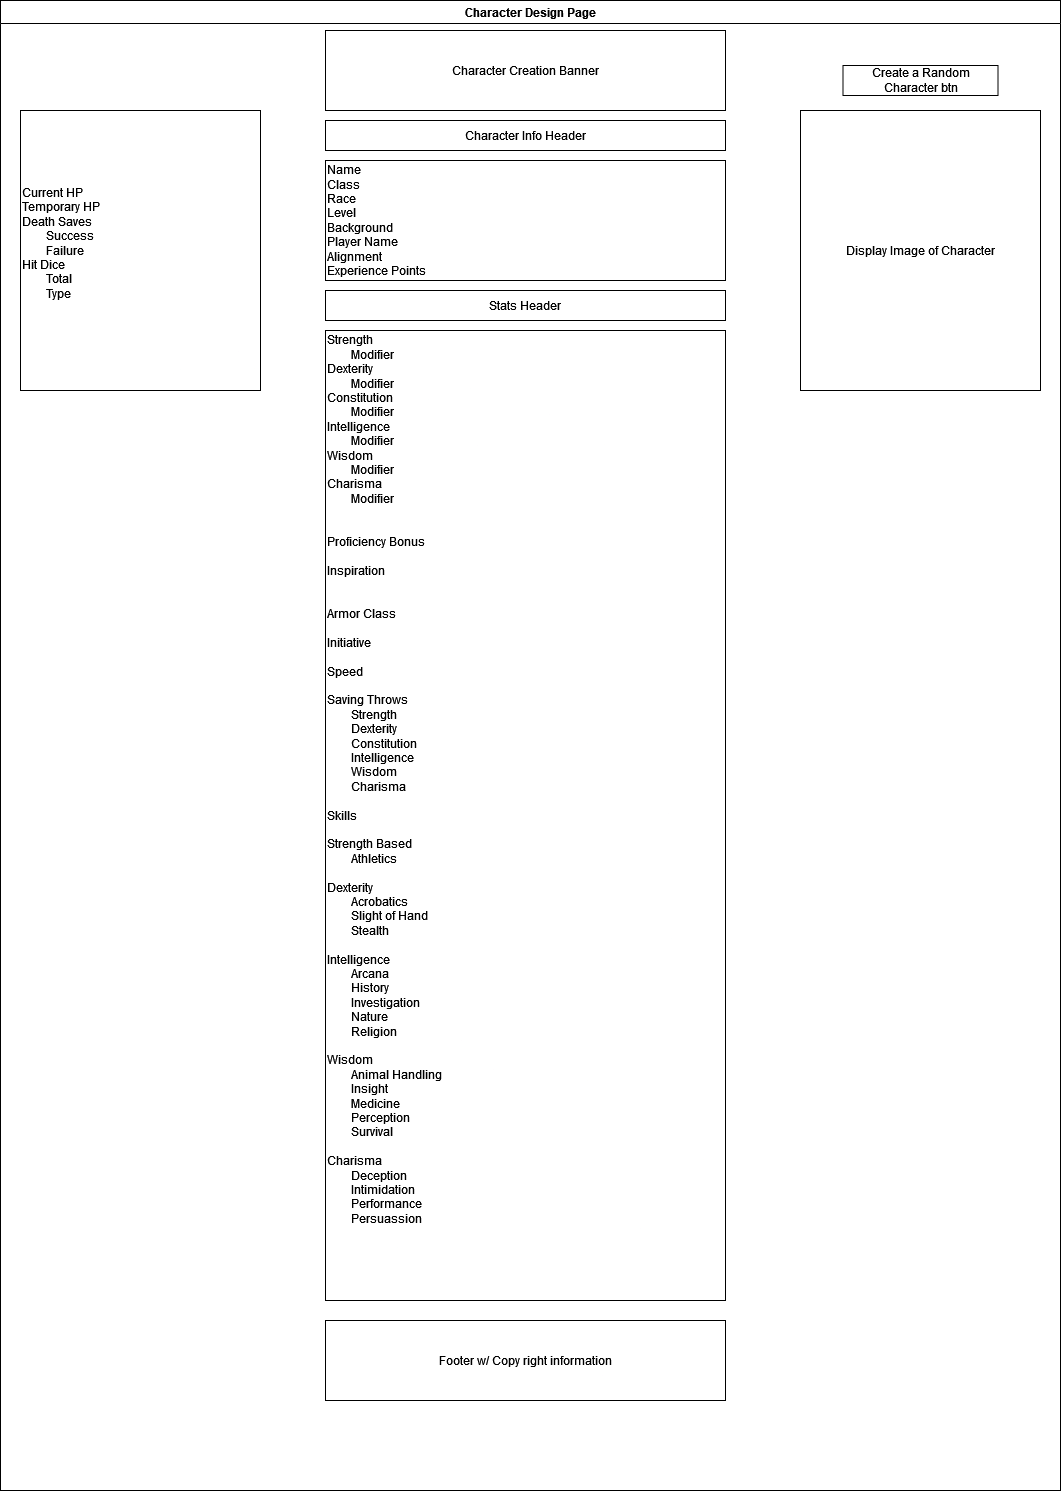 Character Design Page
Character Creation Banner
Create a Random
Character btn
Character Info Header
Current HP
Temporary HP
Death Saves
Success
Failure
Hit Dice
Total
Type
Name
Class
Race
Level
Background
Player Name
Alignment
Experience Points
Display Image of Character
Stats Header
Strength
Modifier
Dexterity
Modifier
Constitution
Modifier
Intelligence
Modifier
Wisdom
Modifier
Charisma
Modifier
Proficiency Bonus
Inspiration
Armor Class
Initiative
Speed
Saving Throws
Strength
Dexterity
Constitution
Intelligence
Wisdom
Charisma
Skills
Strength Based
Athletics
Dexterity
Acrobatics
Slight of Hand
Stealth
Intelligence
Arcana
History
Investigation
Nature
Religion
Wisdom
Animal Handling
Insight
Medicine
Perception
Survival
Charisma
Deception
Intimidation
Performance
Persuassion
Footer w/ Copy right information